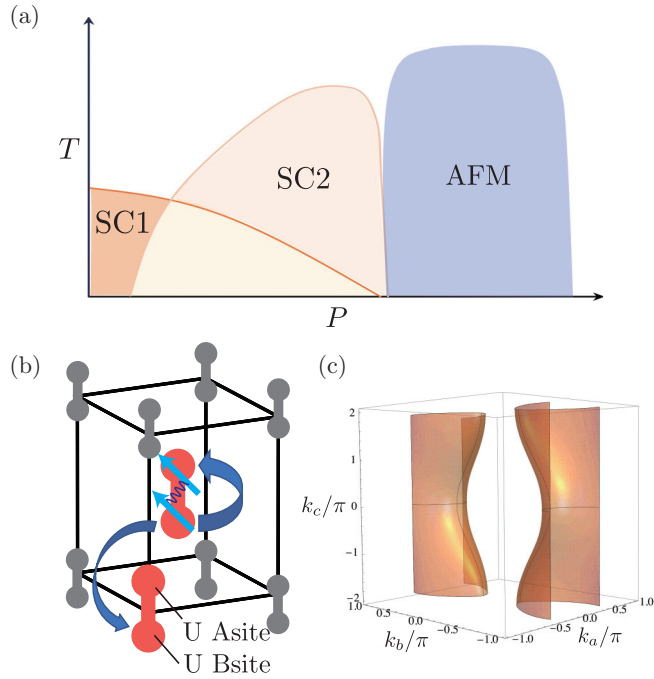 (a)
T
SC1
SC2
AFM
P
(b)
U Asite
U Bsite
(c)
2
1
k_c/π
0
−1
−2
1.0
0.5
0.0
−0.5
−1.0
k_b/π
−1.0
−0.5
0.0
0.5
1.0
k_a/π